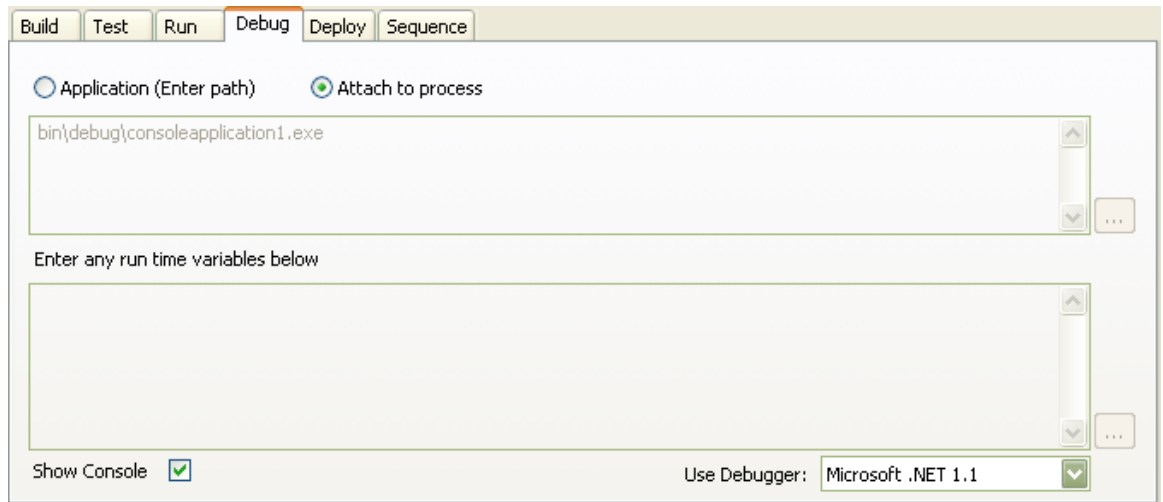 Build Test Run Debug Deploy Sequence
Application (Enter path) Attach to process
bin\debug\consoleapplication1.exe
...
Enter any run time variables below
...
Show Console Use Debugger: Microsoft .NET 1.1